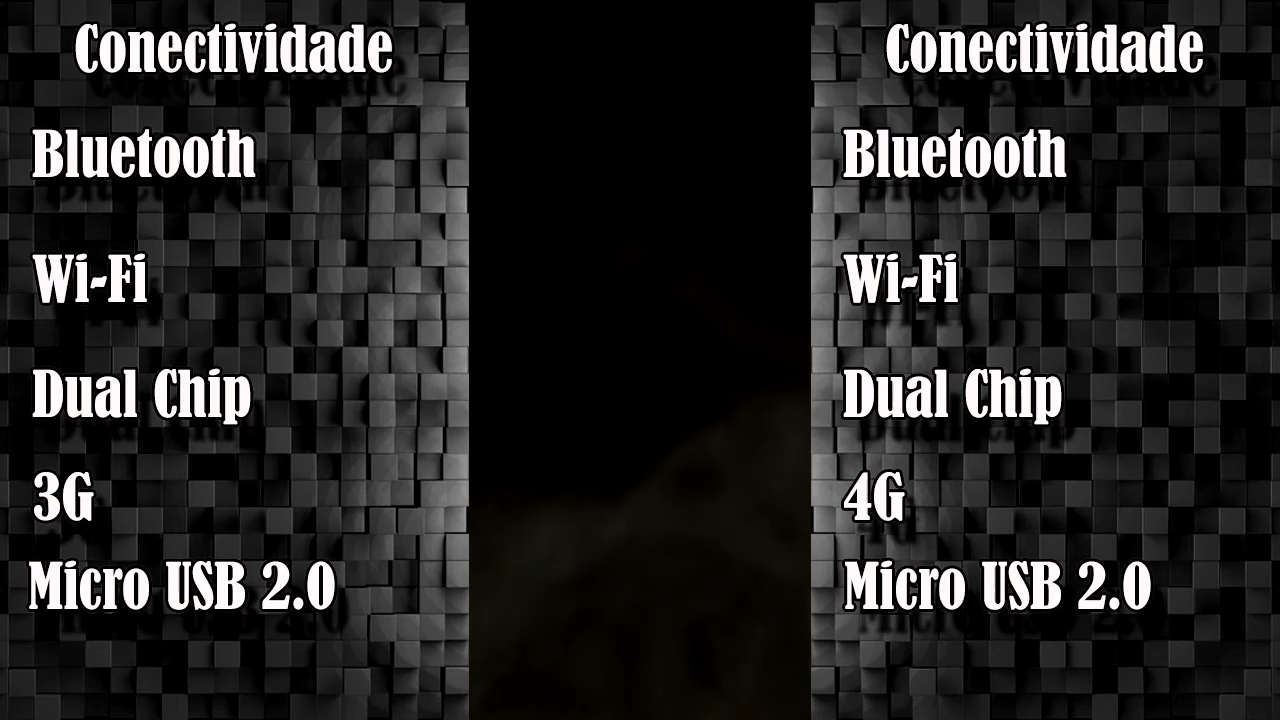 Conectividade
Bluetooth
Wi-Fi
Dual Chip
3G
Micro USB 2.0
Conectividade
Bluetooth
Wi-Fi
Dual Chip
4G
Micro USB 2.0